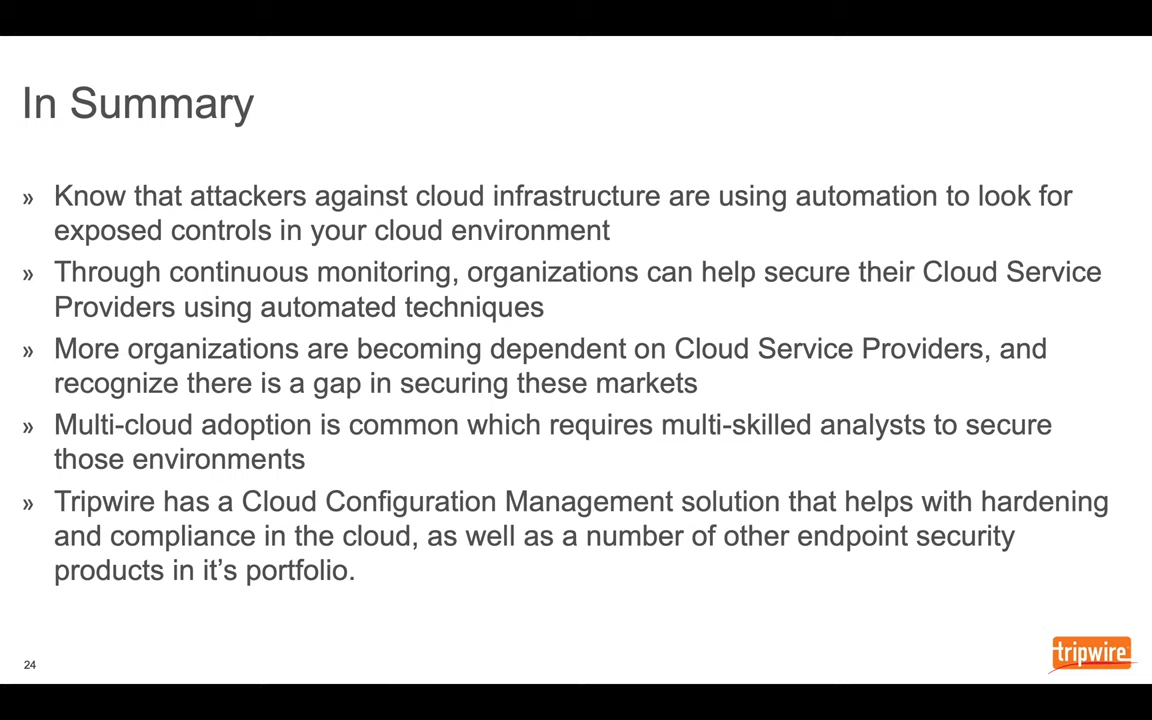 In Summary
» Know that attackers against cloud infrastructure are using automation to look for
exposed controls in your cloud environment
» Through continuous monitoring, organizations can help secure their Cloud Service
Providers using automated techniques
» More organizations are becoming dependent on Cloud Service Providers, and
recognize there is a gap in securing these markets
» Multi-cloud adoption is common which requires multi-skilled analysts to secure
those environments
» Tripwire has a Cloud Configuration Management solution that helps with hardening
and compliance in the cloud, as well as a number of other endpoint security
products in it’s portfolio.
24
tripwire